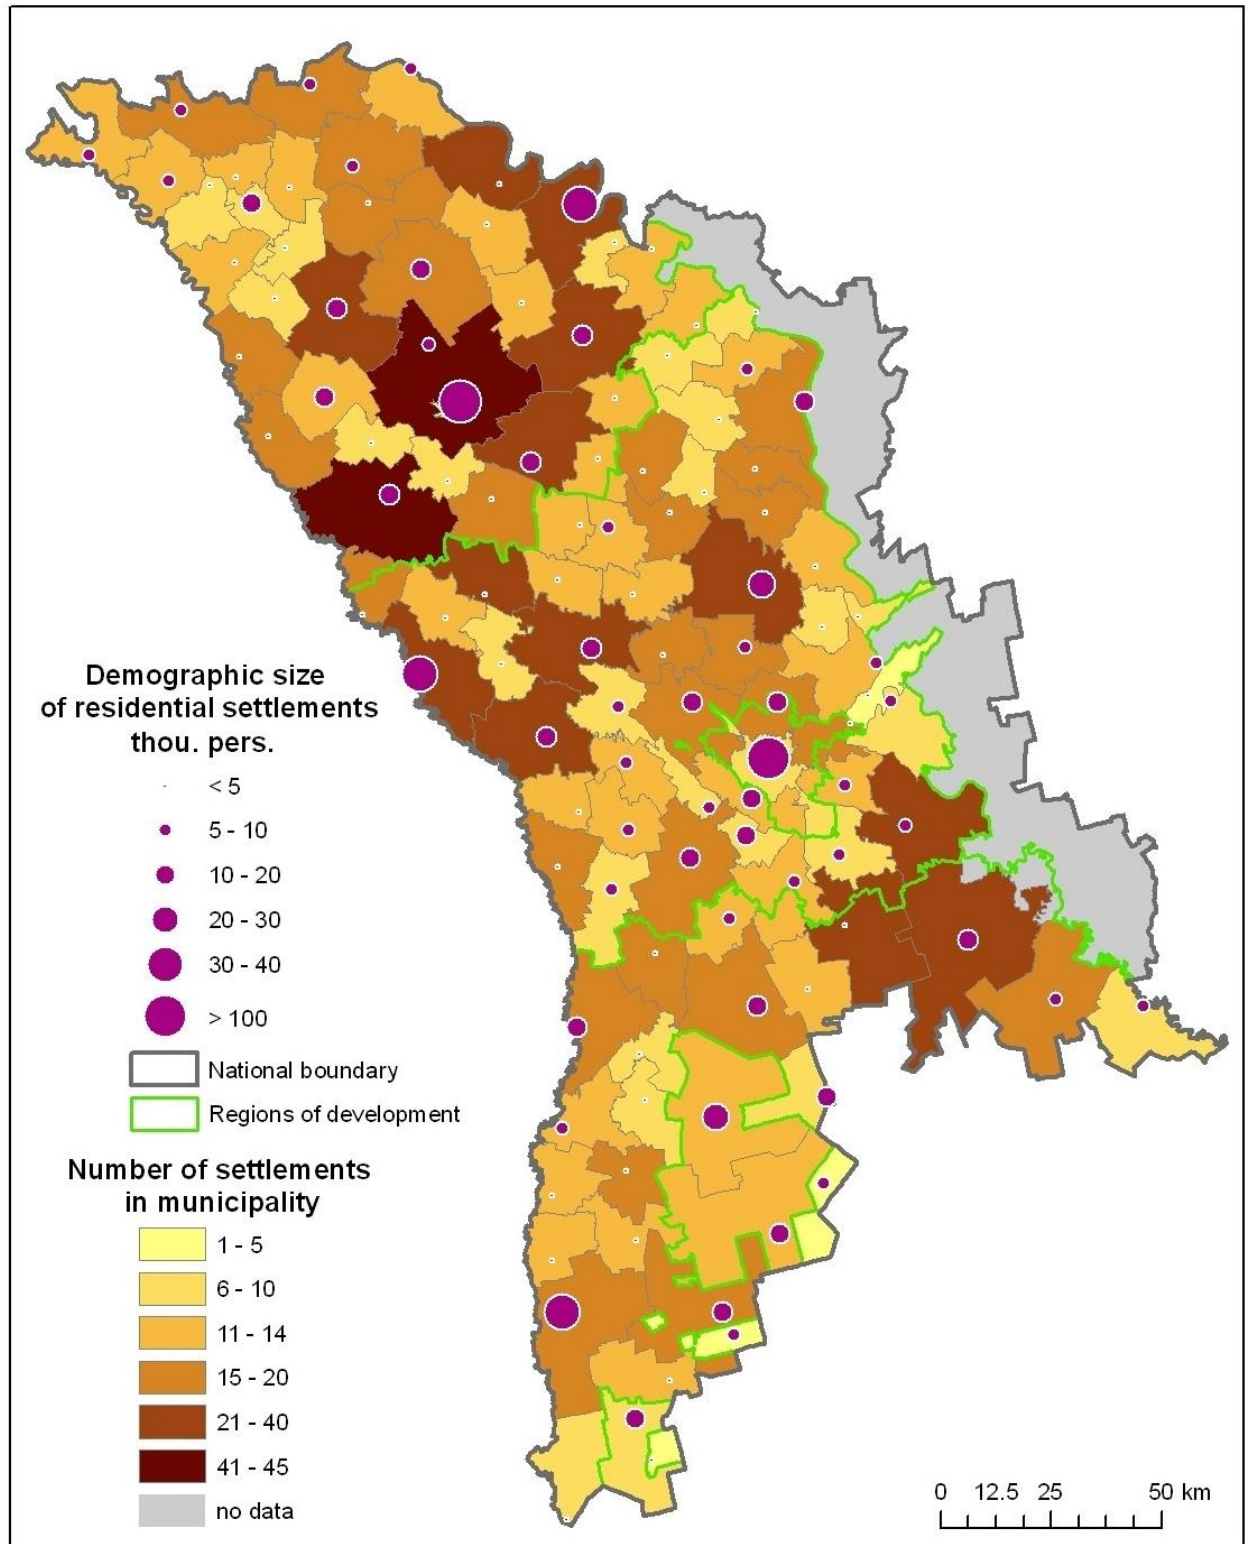 Demographic size
of residential settlements
thou. pers.
< 5
5 - 10
10 - 20
20 - 30
30 - 40
> 100
National boundary
Regions of development
Number of settlements
in municipality
1 - 5
6 - 10
11 - 14
15 - 20
21 - 40
41 - 45
no data
0 12.5 25 50 km